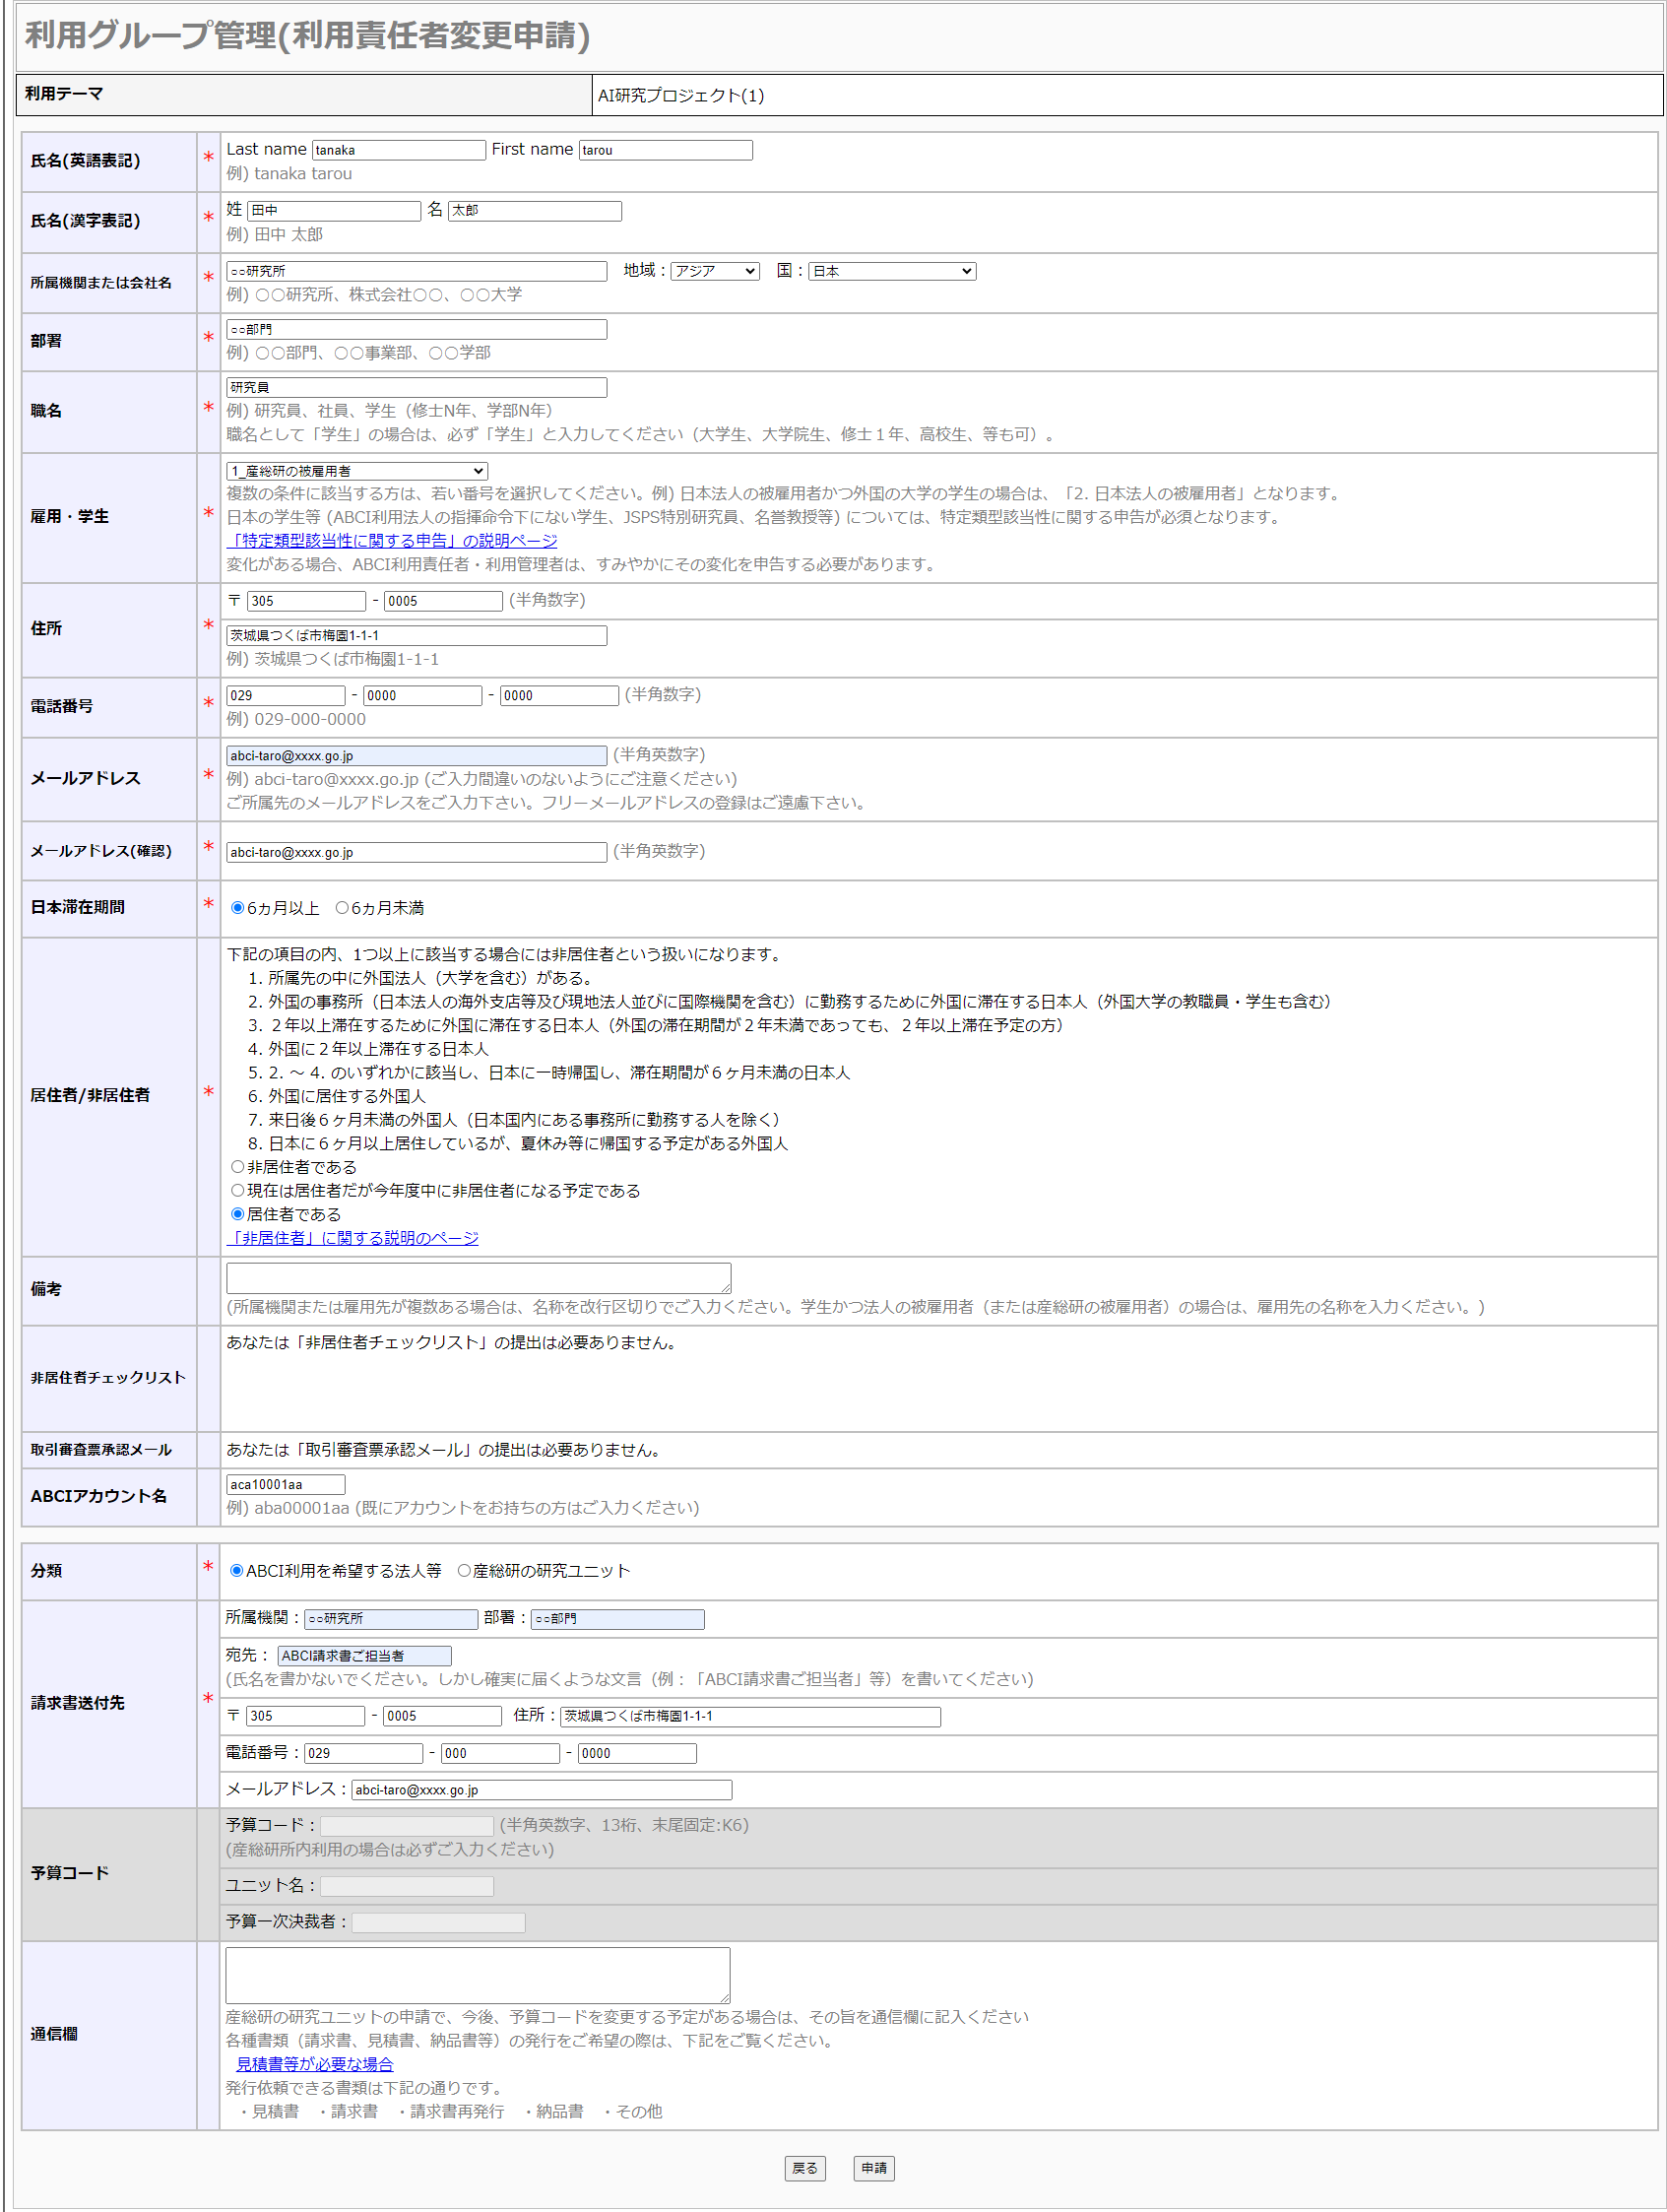 利用グループ管理(利用責任者変更申請)
利用テーマ AI研究プロジェクト(1)
氏名(英語表記) * Last name tanaka First name tarou
例) tanaka tarou
氏名(漢字表記) * 姓 田中 名 太郎
例) 田中 太郎
所属機関または会社名 * ○○研究所 地域：アジア 国：日本
例) ○○研究所、株式会社○○、○○大学
部署 * ○○部門
例) ○○部門、○○事業部、○○学部
職名 * 研究員
例) 研究員、社員、学生（修士N年、学部N年）
職名として「学生」の場合は、必ず「学生」と入力してください（大学生、大学院生、修士１年、高校生、等も可）。
雇用・学生 * 1_産総研の被雇用者
複数の条件に該当する方は、若い番号を選択してください。例) 日本法人の被雇用者かつ外国の大学の学生の場合は、「2. 日本法人の被雇用者」となります。
日本の学生等 (ABCI利用法人の指揮命令下にない学生、JSPS特別研究員、名誉教授等) については、特定類型該当性に関する申告が必須となります。
「特定類型該当性に関する申告」の説明ページ
変化がある場合、ABCI利用責任者・利用管理者は、すみやかにその変化を申告する必要があります。
住所 * 〒 305 - 0005 (半角数字)
茨城県つくば市梅園1-1-1
例) 茨城県つくば市梅園1-1-1
電話番号 * 029 - 0000 - 0000 (半角数字)
例) 029-000-0000
メールアドレス * abci-taro@xxxx.go.jp (半角英数字)
例) abci-taro@xxxx.go.jp (ご入力間違いのないようにご注意ください)
ご所属先のメールアドレスをご入力下さい。フリーメールアドレスの登録はご遠慮下さい。
メールアドレス(確認) * abci-taro@xxxx.go.jp (半角英数字)
日本滞在期間 * 6ヵ月以上 6ヵ月未満
居住者/非居住者 * 下記の項目の内、1つ以上に該当する場合には非居住者という扱いになります。
1. 所属先の中に外国法人（大学を含む）がある。
2. 外国の事務所（日本法人の海外支店等及び現地法人並びに国際機関を含む）に勤務するために外国に滞在する日本人（外国大学の教職員・学生も含む）
3. ２年以上滞在するために外国に滞在する日本人（外国の滞在期間が２年未満であっても、２年以上滞在予定の方）
4. 外国に２年以上滞在する日本人
5. 2. ～ 4. のいずれかに該当し、日本に一時帰国し、滞在期間が６ヶ月未満の日本人
6. 外国に居住する外国人
7. 来日後６ヶ月未満の外国人（日本国内にある事務所に勤務する人を除く）
8. 日本に６ヶ月以上居住しているが、夏休み等に帰国する予定がある外国人
非居住者である
現在は居住者だが今年度中に非居住者になる予定である
居住者である
「非居住者」に関する説明のページ
備考
(所属機関または雇用先が複数ある場合は、名称を改行区切りでご入力ください。学生かつ法人の被雇用者（または産総研の被雇用者）の場合は、雇用先の名称を入力ください。)
非居住者チェックリスト あなたは「非居住者チェックリスト」の提出は必要ありません。
取引審査票承認メール あなたは「取引審査票承認メール」の提出は必要ありません。
ABCIアカウント名 aca10001aa
例) aba00001aa (既にアカウントをお持ちの方はご入力ください)
分類 * ABCI利用を希望する法人等 産総研の研究ユニット
請求書送付先 * 所属機関：○○研究所 部署：○○部門
宛先： ABCI請求書ご担当者
(氏名を書かないでください。しかし確実に届くような文言（例：「ABCI請求書ご担当者」等）を書いてください)
〒 305 - 0005 住所：茨城県つくば市梅園1-1-1
電話番号：029 - 000 - 0000
メールアドレス：abci-taro@xxxx.go.jp
予算コード 予算コード： (半角英数字、13桁、末尾固定:K6)
(産総研所内利用の場合は必ずご入力ください)
ユニット名：
予算一次決裁者：
通信欄
産総研の研究ユニットの申請で、今後、予算コードを変更する予定がある場合は、その旨を通信欄に記入ください
各種書類（請求書、見積書、納品書等）の発行をご希望の際は、下記をご覧ください。
見積書等が必要な場合
発行依頼できる書類は下記の通りです。
・見積書 ・請求書 ・請求書再発行 ・納品書 ・その他
戻る 申請